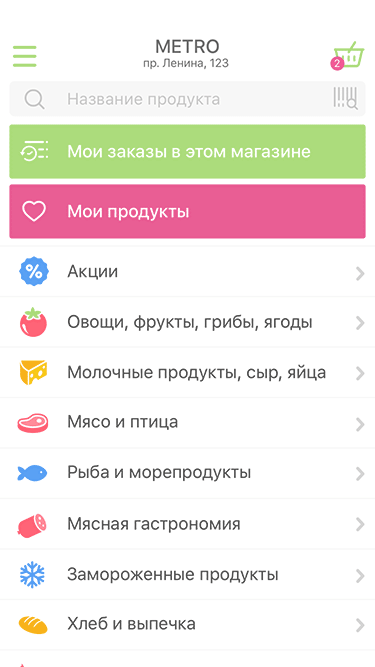 METRO
пр. Ленина, 123
2
Название продукта
Мои заказы в этом магазине
Мои продукты
Акции
Овощи, фрукты, грибы, ягоды
Молочные продукты, сыр, яйца
Мясо и птица
Рыба и морепродукты
Мясная гастрономия
Замороженные продукты
Хлеб и выпечка